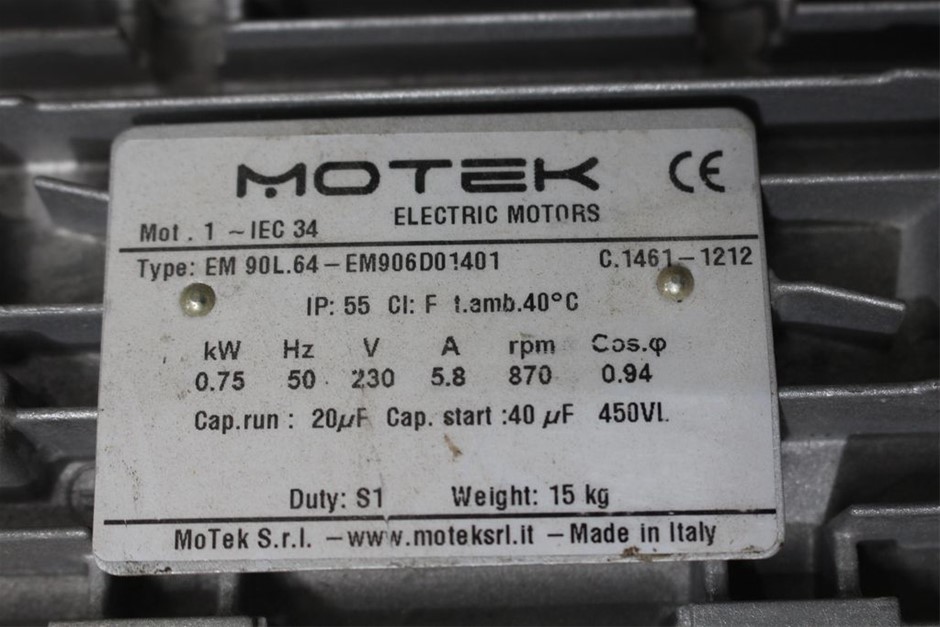 MOTEK CE
ELECTRIC MOTORS
Mot . 1 ~IEC 34
Type: EM 90L.64-EM906D01401 C.1461-1212
IP: 55 Cl: F t.amb.40°C
kW Hz V A rpm Cos.φ
0.75 50 230 5.8 870 0.94
Cap.run : 20µF Cap. start :40 µF 450VL.
Duty: S1 Weight: 15 kg
MoTek S.r.l. -www.moteksrl.it - Made in Italy